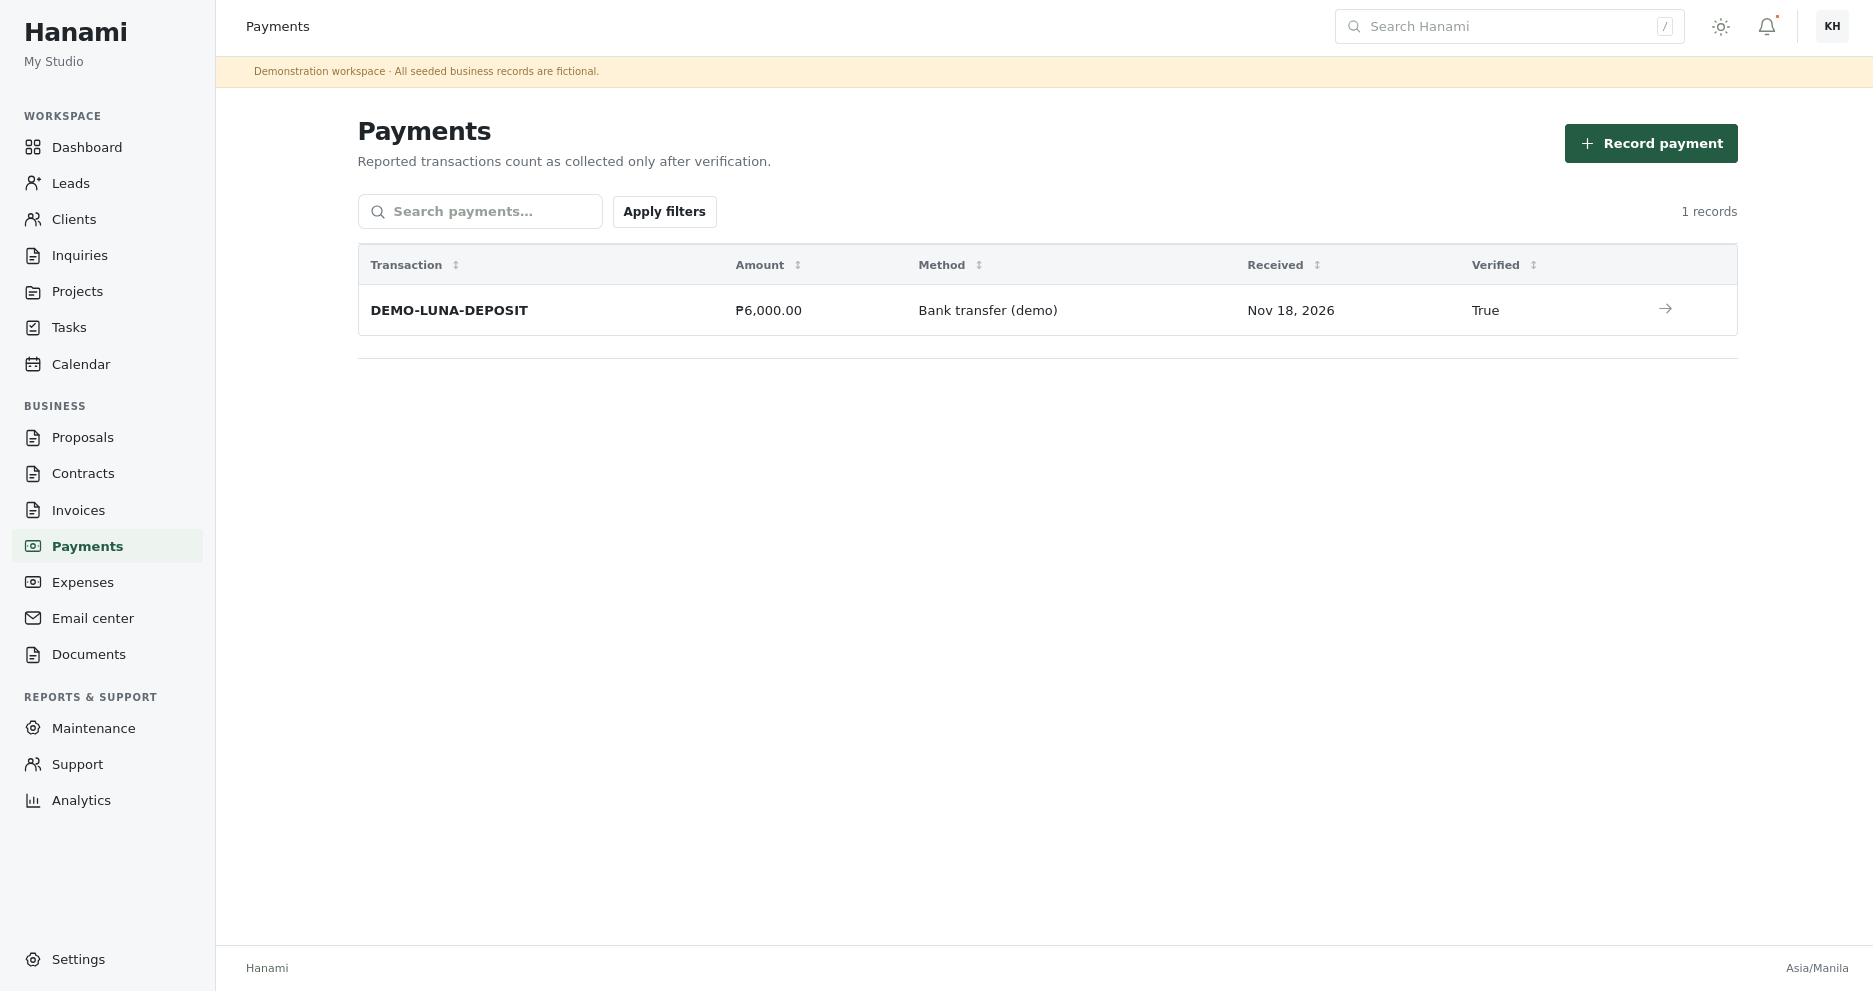 Hanami
My Studio
WORKSPACE
Dashboard
Leads
Clients
Inquiries
Projects
Tasks
Calendar
BUSINESS
Proposals
Contracts
Invoices
Payments
Expenses
Email center
Documents
REPORTS & SUPPORT
Maintenance
Support
Analytics
Settings
Payments
Search Hanami /
KH
Demonstration workspace · All seeded business records are fictional.
Payments
Reported transactions count as collected only after verification.
Record payment
Search payments…
Apply filters
1 records
Transaction ↕ Amount ↕ Method ↕ Received ↕ Verified ↕
DEMO-LUNA-DEPOSIT ₱6,000.00 Bank transfer (demo) Nov 18, 2026 True →
Hanami
Asia/Manila